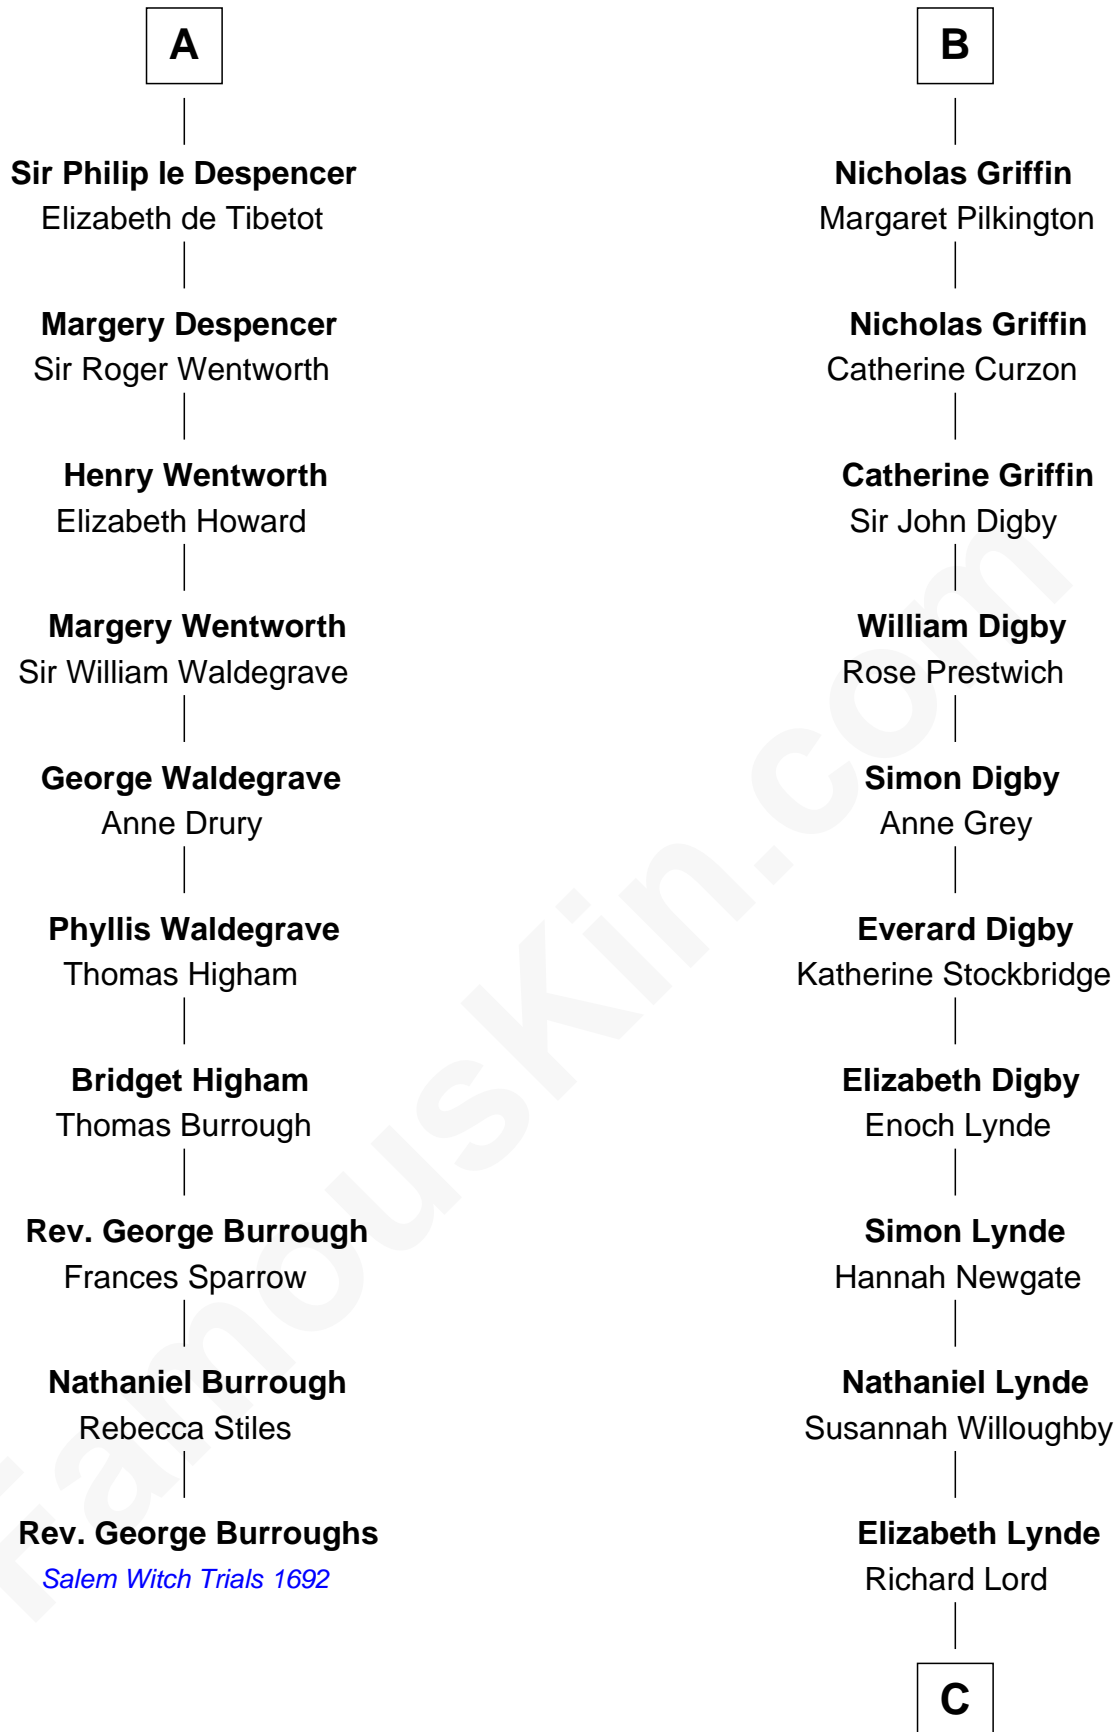 A
Sir Philip le Despencer
Elizabeth de Tibetot
Margery Despencer
Sir Roger Wentworth
Henry Wentworth
Elizabeth Howard
Margery Wentworth
Sir William Waldegrave
George Waldegrave
Anne Drury
Phyllis Waldegrave
Thomas Higham
Bridget Higham
Thomas Burrough
Rev. George Burrough
Frances Sparrow
Nathaniel Burrough
Rebecca Stiles
Rev. George Burroughs
Salem Witch Trials 1692
B
Nicholas Griffin
Margaret Pilkington
Nicholas Griffin
Catherine Curzon
Catherine Griffin
Sir John Digby
William Digby
Rose Prestwich
Simon Digby
Anne Grey
Everard Digby
Katherine Stockbridge
Elizabeth Digby
Enoch Lynde
Simon Lynde
Hannah Newgate
Nathaniel Lynde
Susannah Willoughby
Elizabeth Lynde
Richard Lord
C
FamousKin.com